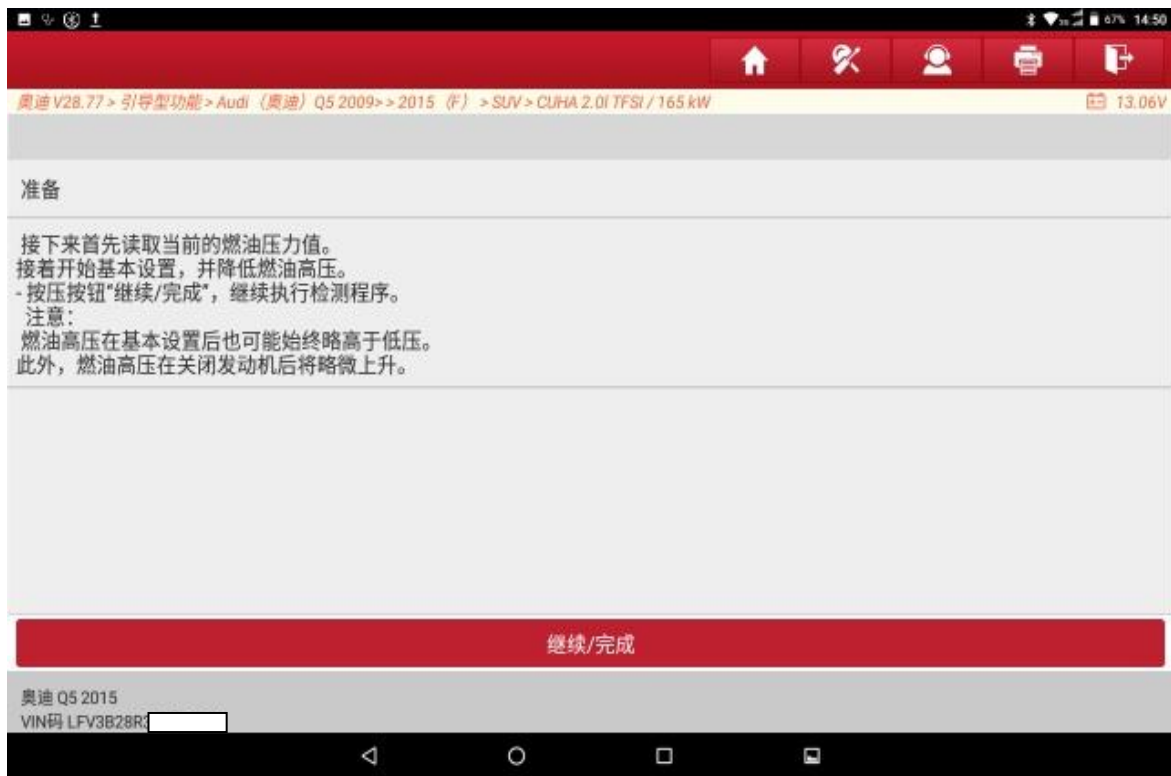 67% 14:50
奥迪 V28.77 > 引导型功能 > Audi（奥迪）Q5 2009> > 2015（F）> SUV > CUHA 2.0l TFSI / 165 kW
13.06V
准备
接下来首先读取当前的燃油压力值。
接着开始基本设置，并降低燃油高压。
- 按压按钮"继续/完成"，继续执行检测程序。
注意：
燃油高压在基本设置后也可能始终略高于低压。
此外，燃油高压在关闭发动机后将略微上升。
继续/完成
奥迪 Q5 2015
VIN码 LFV3B28R